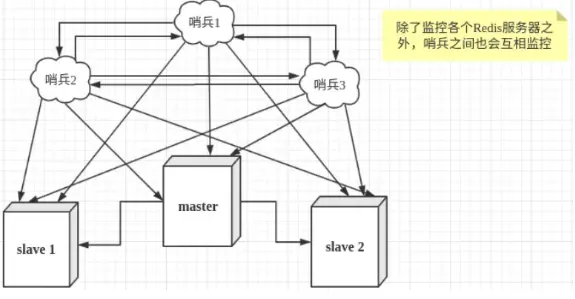 哨兵1
除了监控各个Redis服务器之
外，哨兵之间也会互相监控
哨兵2
哨兵3
master
slave 1
slave 2